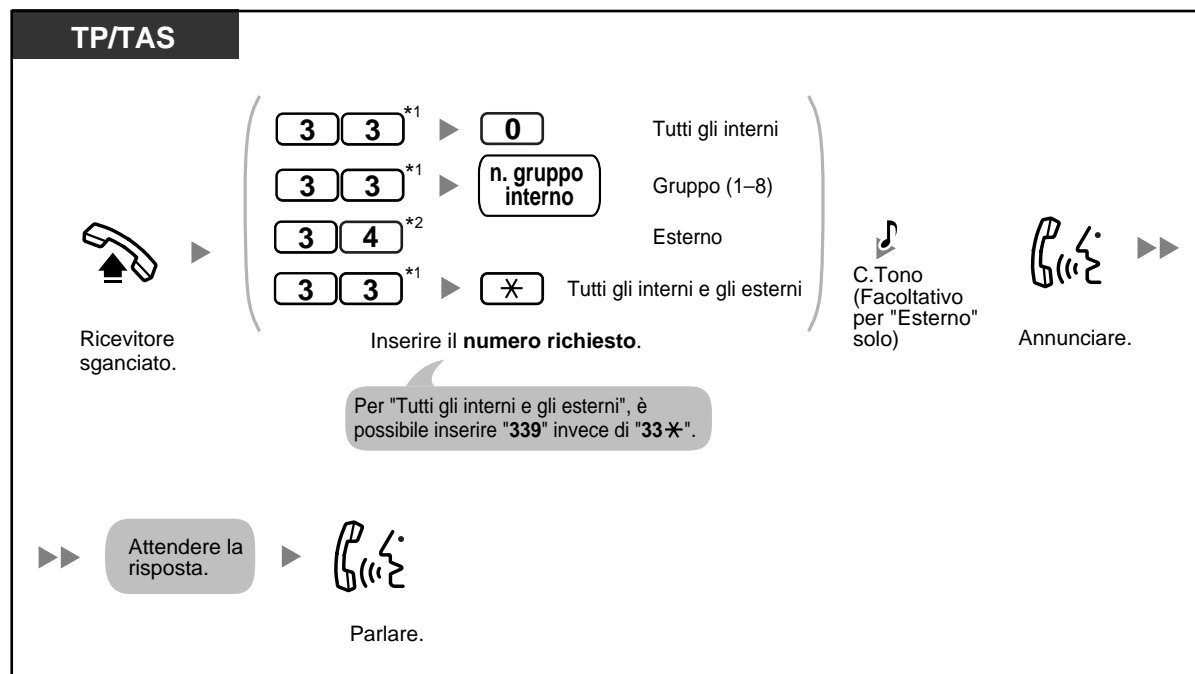 TP/TAS
3 3 *1 0 Tutti gli interni
3 3 *1 n. gruppo
interno Gruppo (1–8)
3 4 *2 Esterno
3 3 *1 ✳ Tutti gli interni e gli esterni
Ricevitore
sganciato.
Inserire il numero richiesto.
Per "Tutti gli interni e gli esterni", è
possibile inserire "339" invece di "33✳".
C.Tono
(Facoltativo
per "Esterno"
solo)
Annunciare.
Attendere la
risposta.
Parlare.